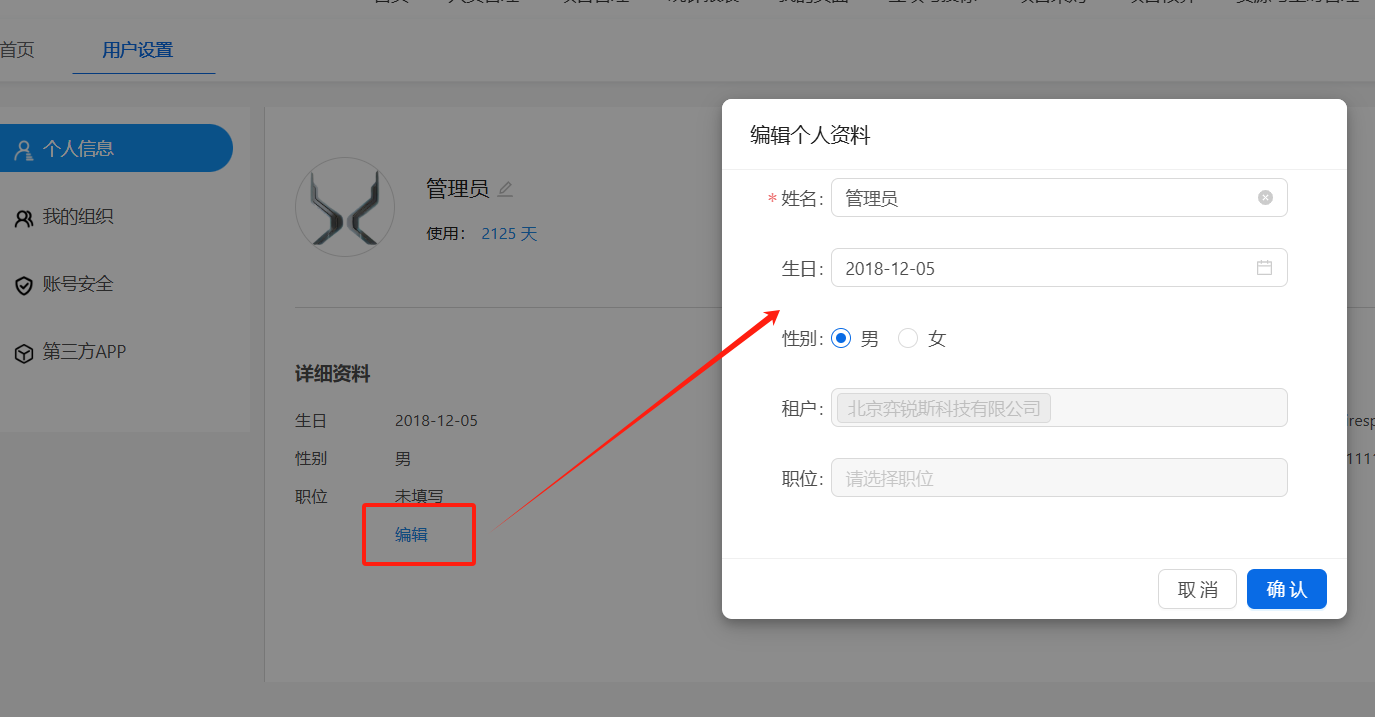 首页
用户设置
个人信息
我的组织
账号安全
第三方APP
管理员
使用： 2125 天
详细资料
生日 2018-12-05
性别 男
职位 未填写
编辑
编辑个人资料
* 姓名: 管理员
生日: 2018-12-05
性别: 男 女
租户: 北京弈锐斯科技有限公司
职位: 请选择职位
取 消
确 认